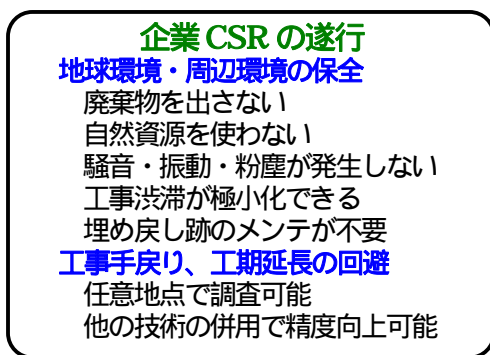 企業CSRの遂行
地球環境・周辺環境の保全
廃棄物を出さない
自然資源を使わない
騒音・振動・粉塵が発生しない
工事渋滞が極小化できる
埋め戻し跡のメンテが不要
工事手戻り、工期延長の回避
任意地点で調査可能
他の技術の併用で精度向上可能